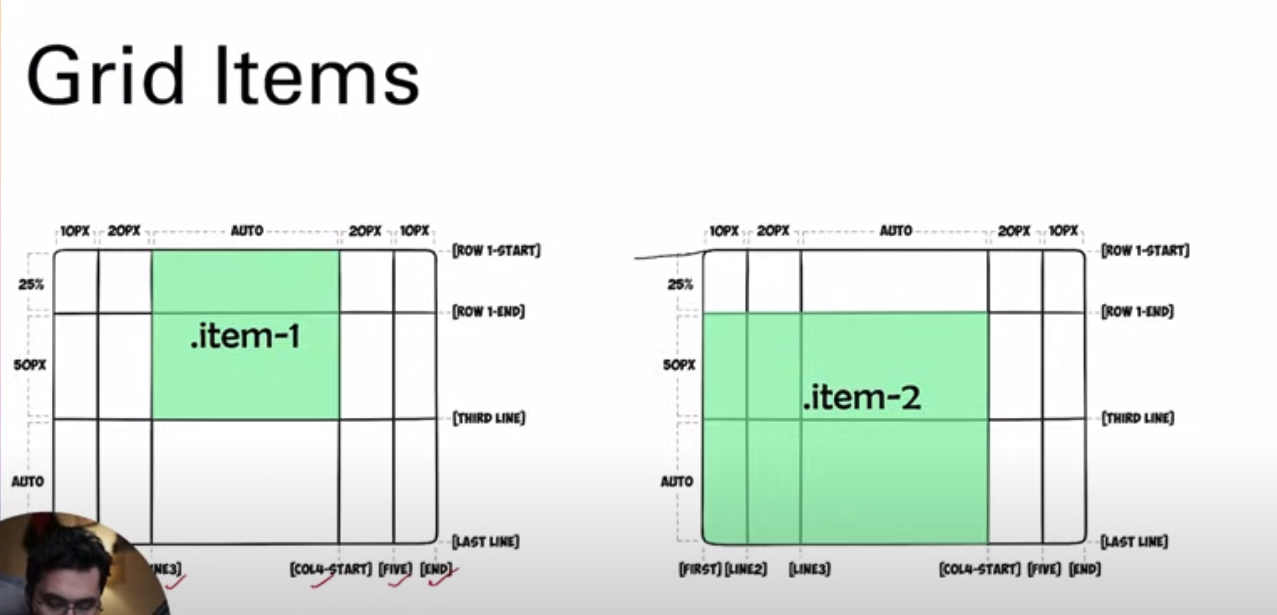 Grid Items
10PX 20PX AUTO 20PX 10PX
[ROW 1-START]
25%
[ROW 1-END]
.item-1
50PX
[THIRD LINE]
AUTO
[LAST LINE]
[COL4-START] [FIVE] [END]
10PX 20PX AUTO 20PX 10PX
[ROW 1-START]
25%
[ROW 1-END]
50PX
.item-2
[THIRD LINE]
AUTO
[LAST LINE]
[FIRST] [LINE2] [LINE3] [COL4-START] [FIVE] [END]